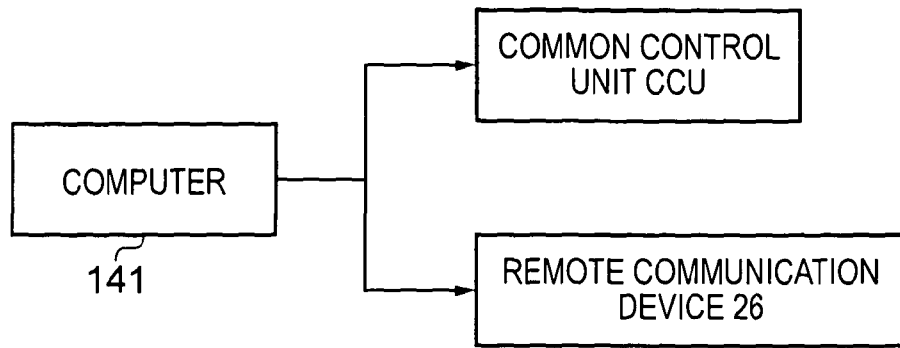 COMMON CONTROL
UNIT CCU
COMPUTER
141
REMOTE COMMUNICATION
DEVICE 26